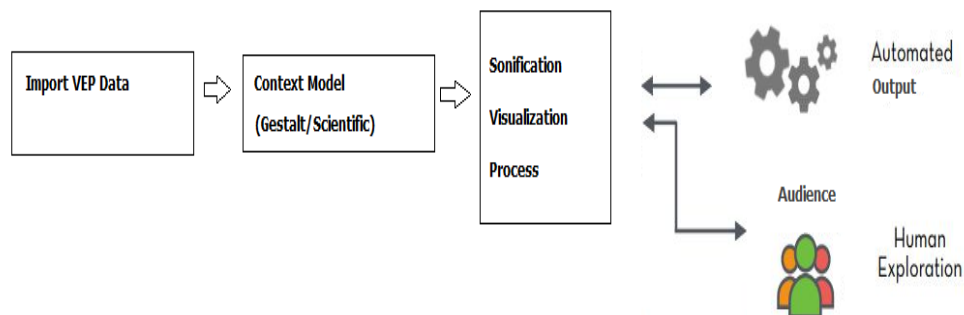 Import VEP Data
Context Model
(Gestalt/Scientific)
Sonification
Visualization
Process
Automated
Output
Audience
Human
Exploration